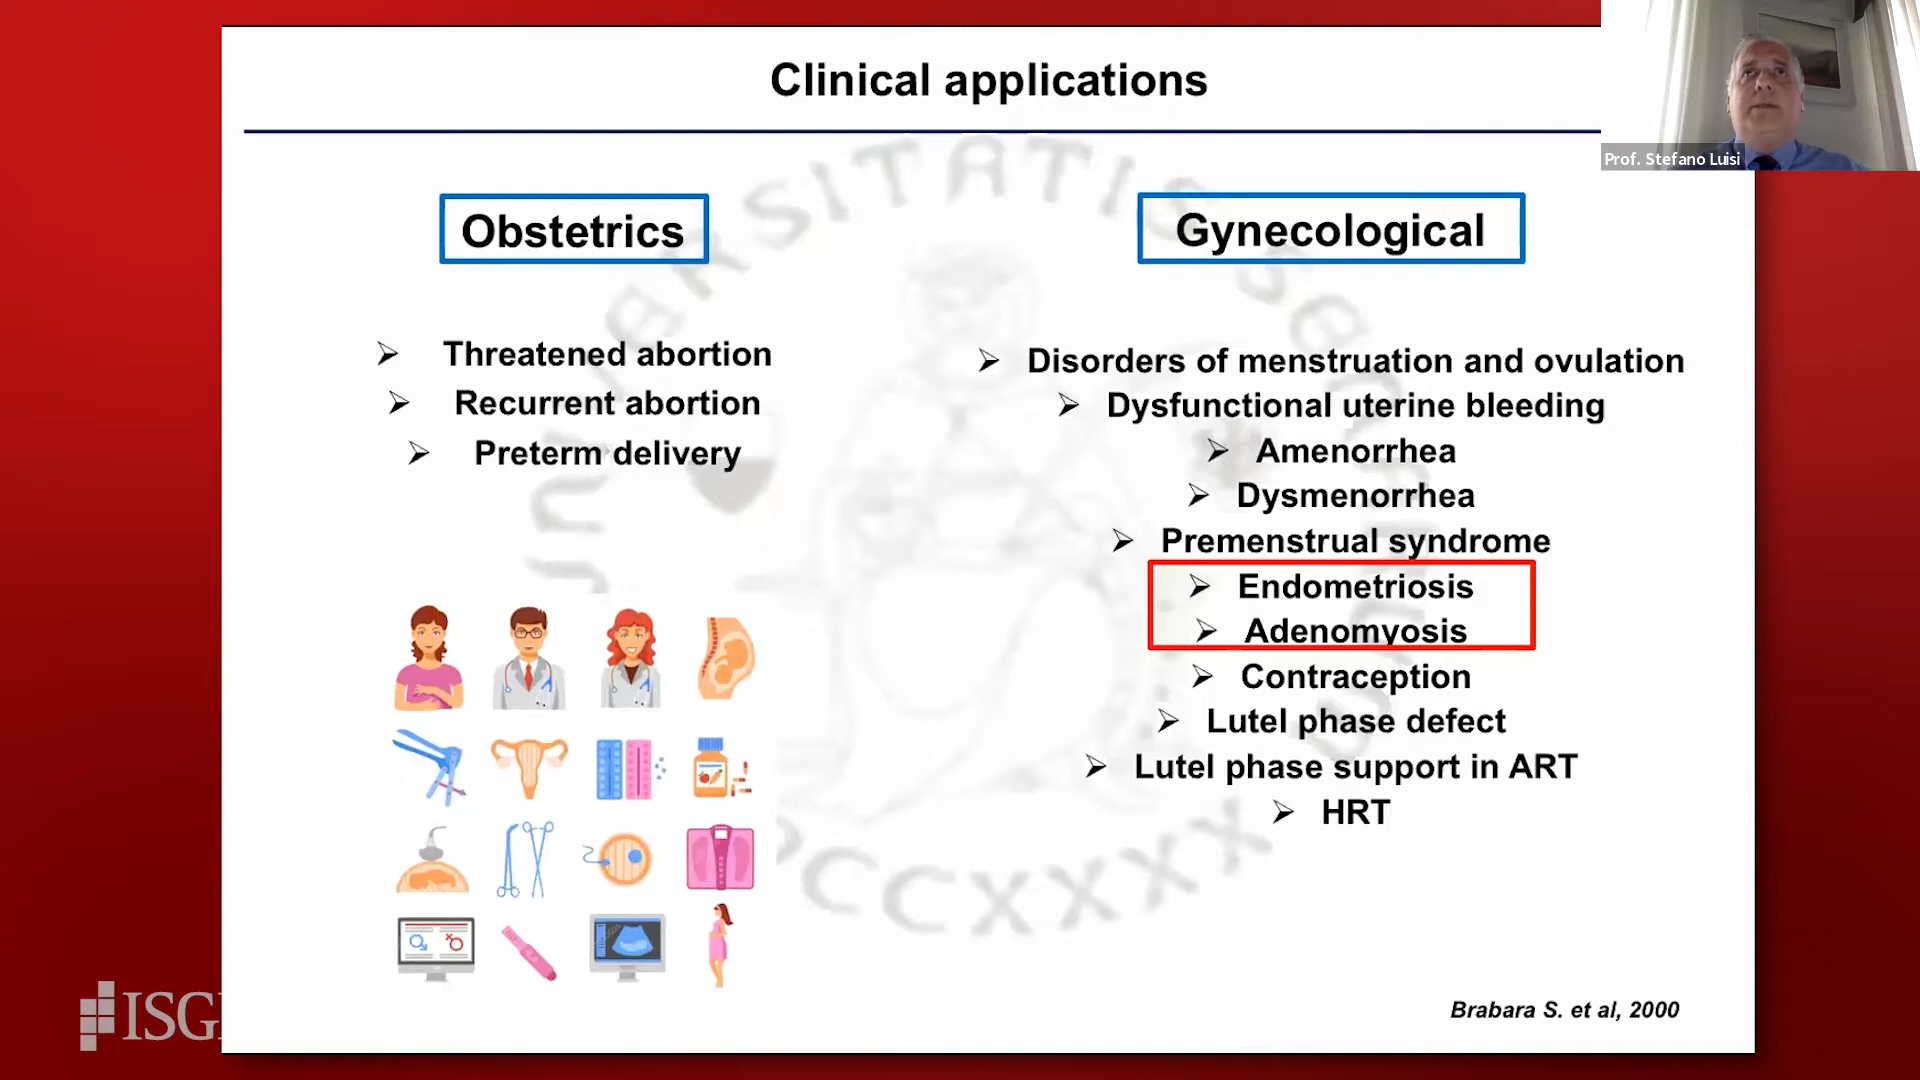 Clinical applications
Prof. Stefano Luisi
Obstetrics
Threatened abortion
Recurrent abortion
Preterm delivery
Gynecological
Disorders of menstruation and ovulation
Dysfunctional uterine bleeding
Amenorrhea
Dysmenorrhea
Premenstrual syndrome
Endometriosis
Adenomyosis
Contraception
Lutel phase defect
Lutel phase support in ART
HRT
Brabara S. et al, 2000
ISG